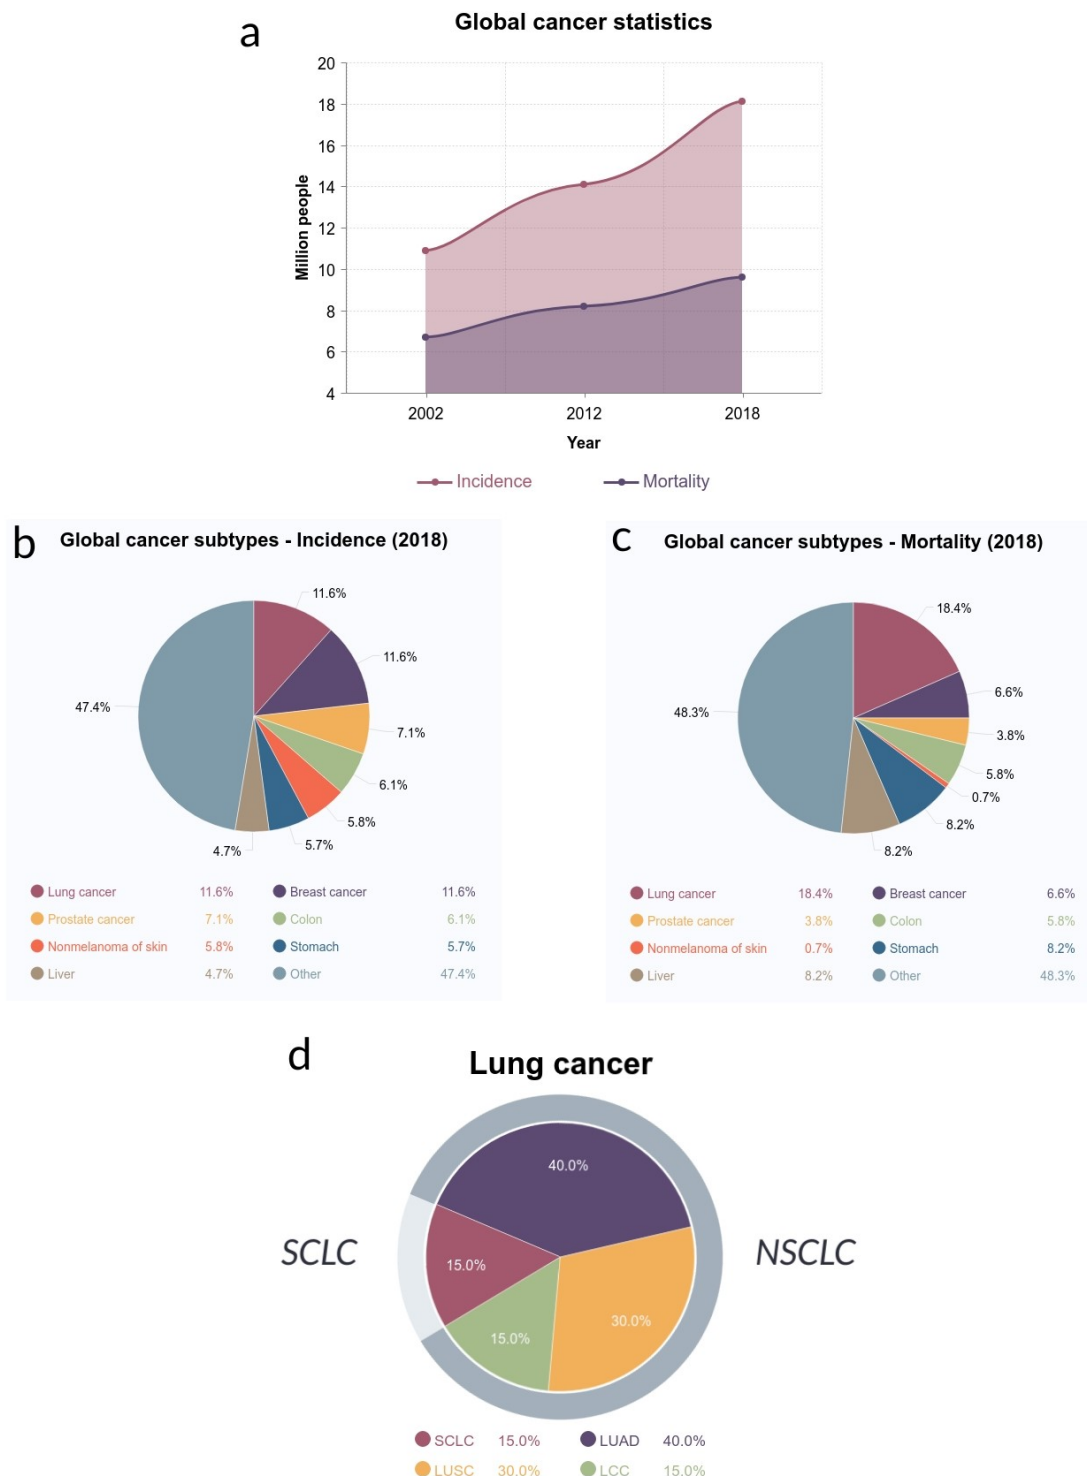 a
Global cancer statistics
20
18
16
14
12
10
8
6
4
Million people
2002 2012 2018
Year
Incidence Mortality
b
Global cancer subtypes - Incidence (2018)
11.6%
11.6%
7.1%
6.1%
5.8%
5.7%
4.7%
47.4%
Lung cancer 11.6% Breast cancer 11.6%
Prostate cancer 7.1% Colon 6.1%
Nonmelanoma of skin 5.8% Stomach 5.7%
Liver 4.7% Other 47.4%
c
Global cancer subtypes - Mortality (2018)
18.4%
6.6%
3.8%
5.8%
0.7%
8.2%
8.2%
48.3%
Lung cancer 18.4% Breast cancer 6.6%
Prostate cancer 3.8% Colon 5.8%
Nonmelanoma of skin 0.7% Stomach 8.2%
Liver 8.2% Other 48.3%
d
Lung cancer
40.0%
SCLC
15.0%
30.0%
15.0%
NSCLC
SCLC 15.0% LUAD 40.0%
LUSC 30.0% LCC 15.0%